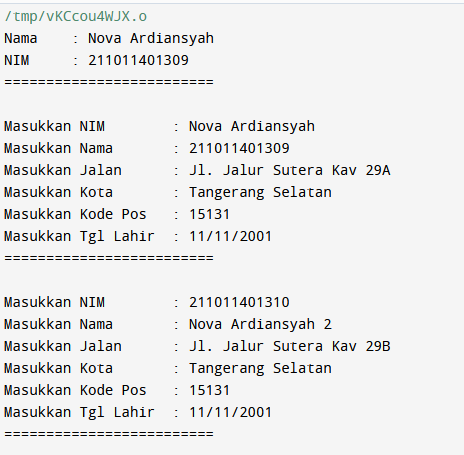 /tmp/vKCcou4WJX.o
Nama    : Nova Ardiansyah
NIM     : 211011401309
=========================
Masukkan NIM        : Nova Ardiansyah
Masukkan Nama       : 211011401309
Masukkan Jalan      : Jl. Jalur Sutera Kav 29A
Masukkan Kota       : Tangerang Selatan
Masukkan Kode Pos   : 15131
Masukkan Tgl Lahir  : 11/11/2001
=========================
Masukkan NIM        : 211011401310
Masukkan Nama       : Nova Ardiansyah 2
Masukkan Jalan      : Jl. Jalur Sutera Kav 29B
Masukkan Kota       : Tangerang Selatan
Masukkan Kode Pos   : 15131
Masukkan Tgl Lahir  : 11/11/2001
=========================